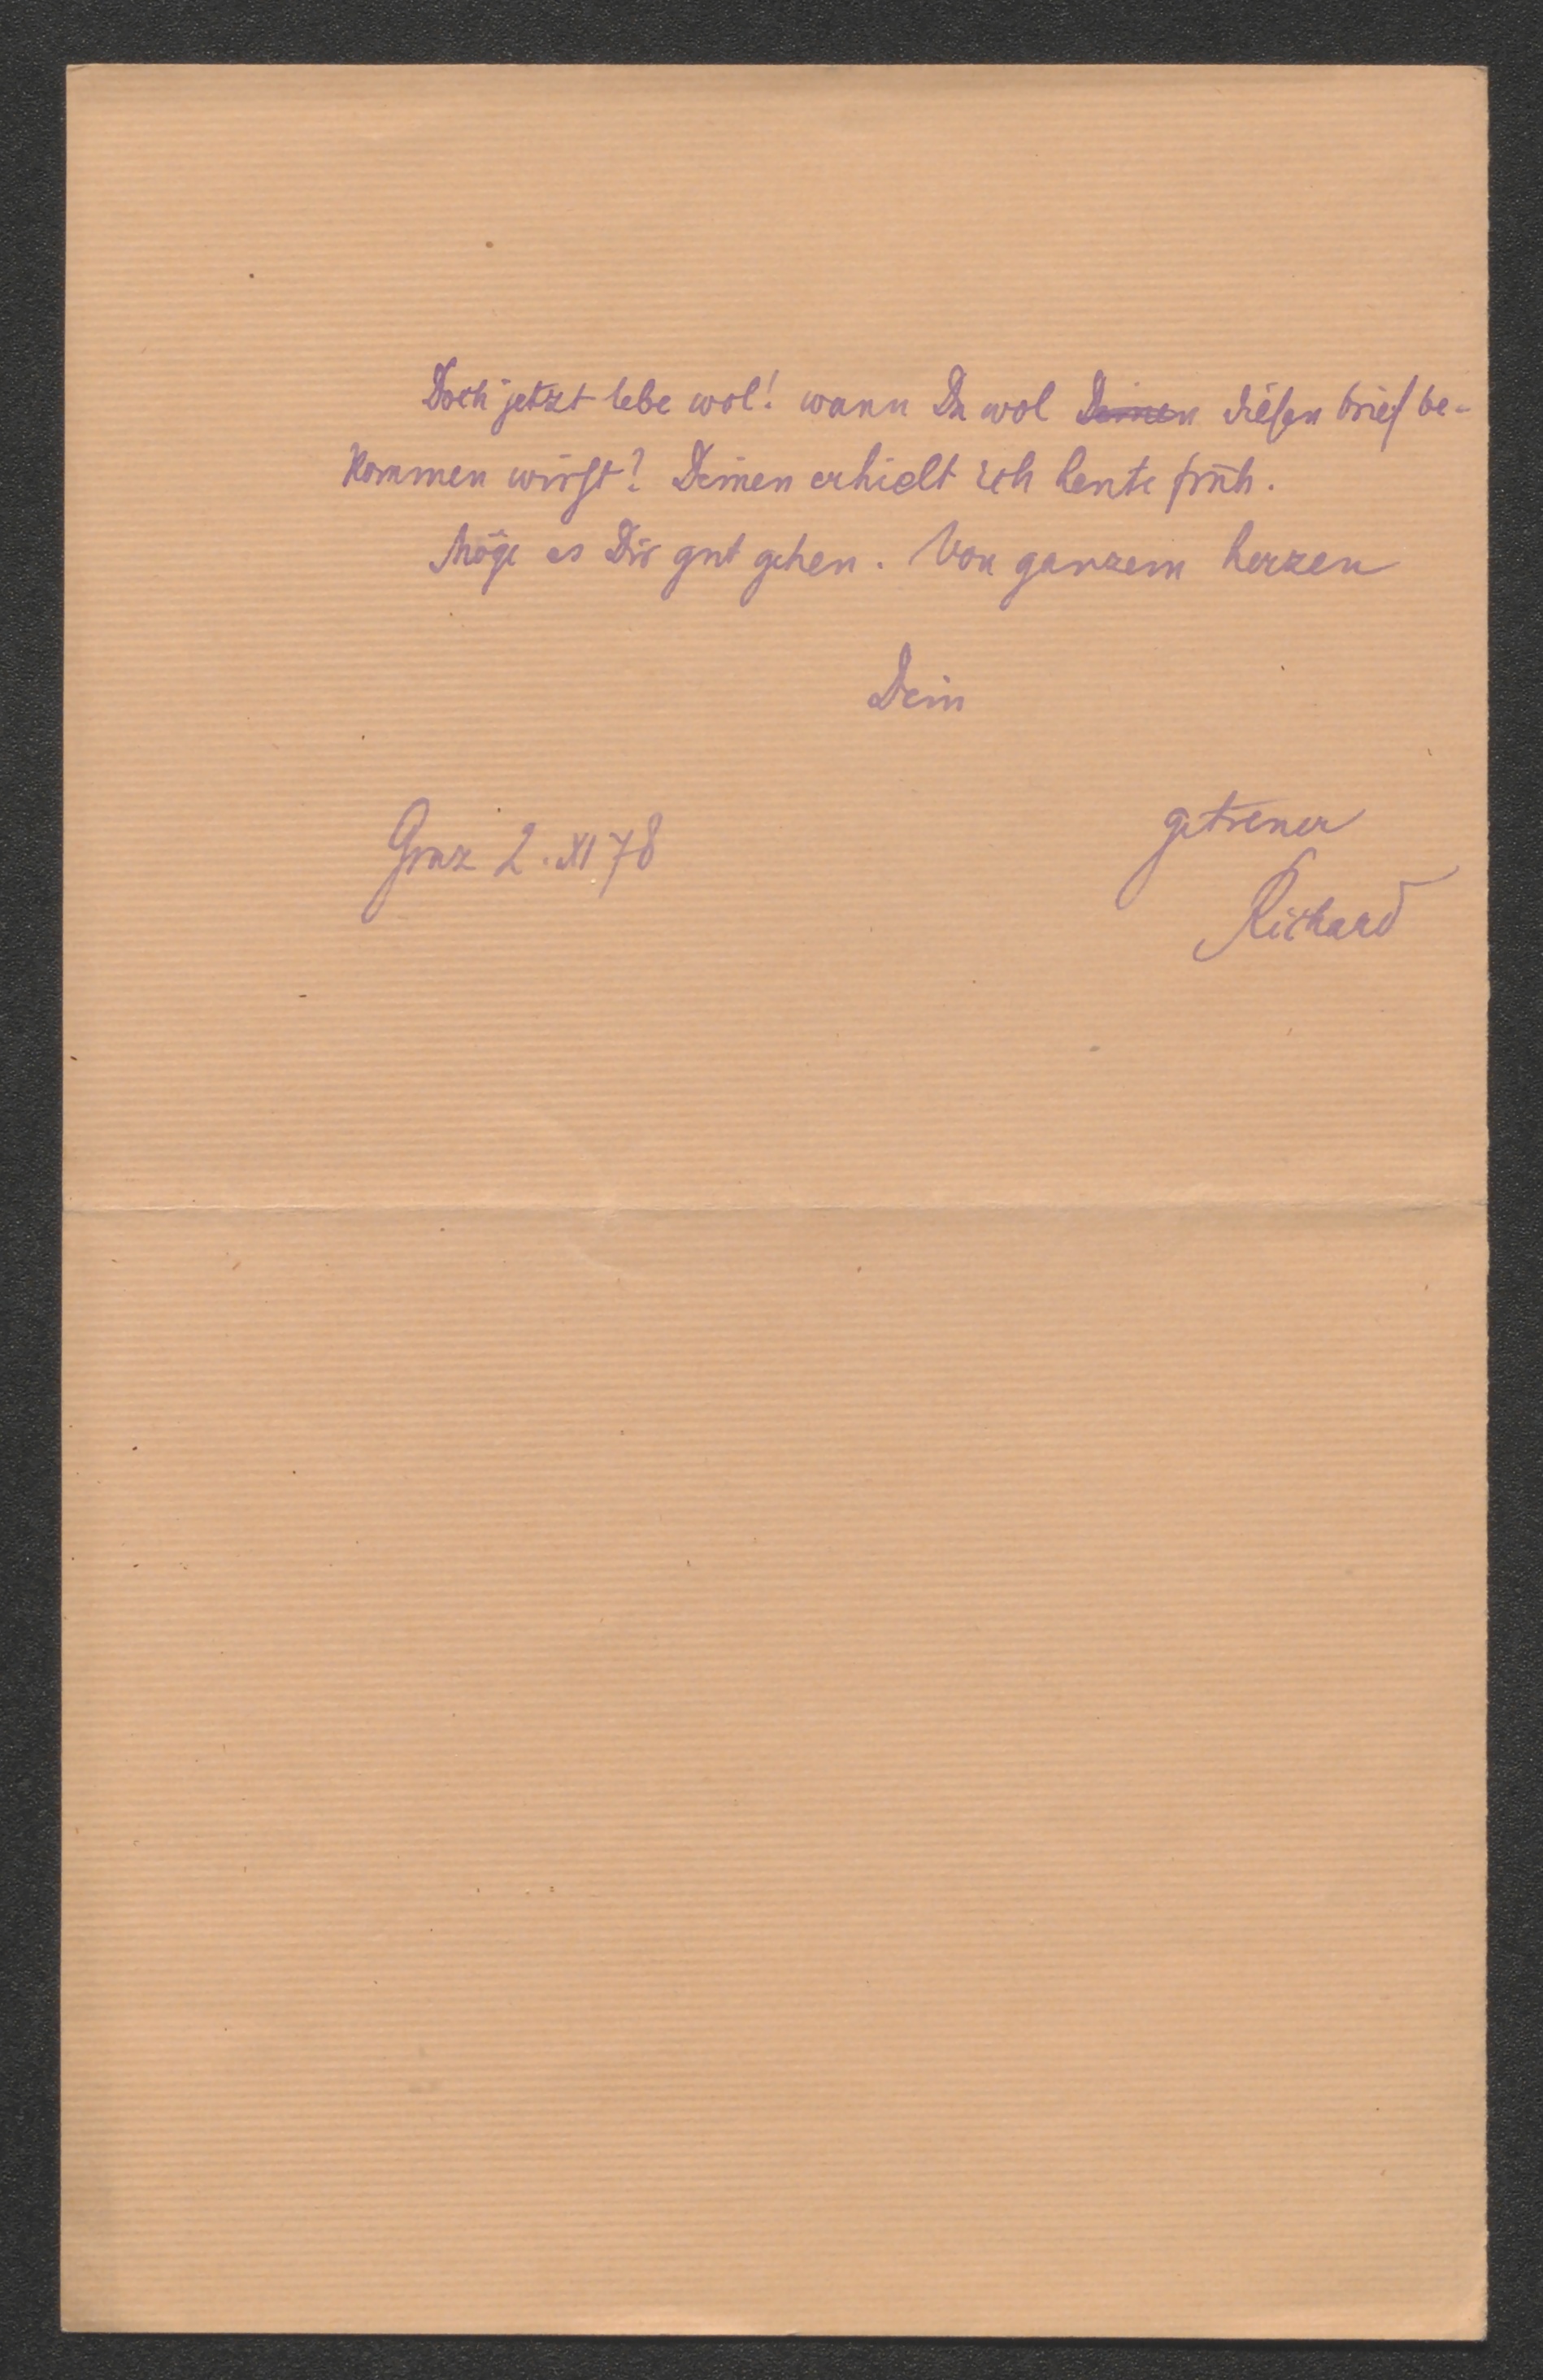 Doch jetzt lebe wol! wann Du wol Deinen dieſen brief be-
kommen wirſt? Deinen erhielt ich heute früh.
Möge es Dir gut gehen. Von ganzem herzen
Dein
getreuer
Graz 2. XI 78
Richard